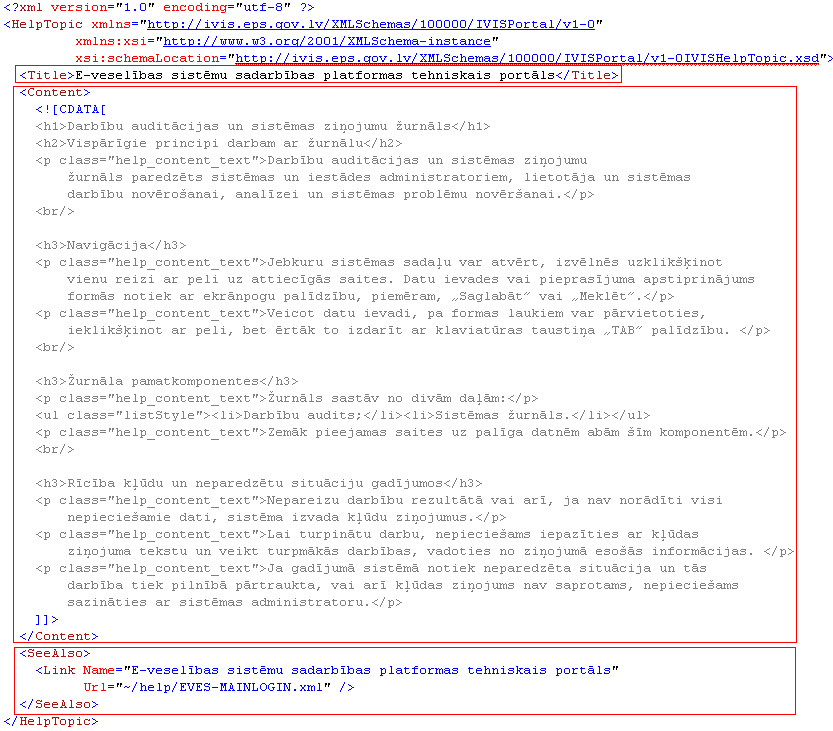 <?xml version="1.0" encoding="utf-8" ?>
<HelpTopic xmlns="http://ivis.eps.gov.lv/XMLSchemas/100000/IVISPortal/v1-0"
xmlns:xsi="http://www.w3.org/2001/XMLSchema-instance"
xsi:schemaLocation="http://ivis.eps.gov.lv/XMLSchemas/100000/IVISPortal/v1-0IVISHelpTopic.xsd">
<Title>E-veselības sistēmu sadarbības platformas tehniskais portāls</Title>
<Content>
<![CDATA[
<h1>Darbību auditācijas un sistēmas ziņojumu žurnāls</h1>
<h2>Vispārīgie principi darbam ar žurnālu</h2>
<p class="help_content_text">Darbību auditācijas un sistēmas ziņojumu
žurnāls paredzēts sistēmas un iestādes administratoriem, lietotāja un sistēmas
darbību novērošanai, analīzei un sistēmas problēmu novēršanai.</p>
<br/>
<h3>Navigācija</h3>
<p class="help_content_text">Jebkuru sistēmas sadaļu var atvērt, izvēlnēs uzklikšķinot
vienu reizi ar peli uz attiecīgās saites. Datu ievades vai pieprasījuma apstiprinājums
formās notiek ar ekrānpogu palīdzību, piemēram, „Saglabāt” vai „Meklēt”.</p>
<p class="help_content_text">Veicot datu ievadi, pa formas laukiem var pārvietoties,
ieklikšķinot ar peli, bet ērtāk to izdarīt ar klaviatūras taustiņa „TAB” palīdzību. </p>
<br/>
<h3>Žurnāla pamatkomponentes</h3>
<p class="help_content_text">Žurnāls sastāv no divām daļām:</p>
<ul class="listStyle"><li>Darbību audits;</li><li>Sistēmas žurnāls.</li></ul>
<p class="help_content_text">Zemāk pieejamas saites uz palīga datnēm abām šīm komponentēm.</p>
<br/>
<h3>Rīcība kļūdu un neparedzētu situāciju gadījumos</h3>
<p class="help_content_text">Nepareizu darbību rezultātā vai arī, ja nav norādīti visi
nepieciešamie dati, sistēma izvada kļūdu ziņojumus.</p>
<p class="help_content_text">Lai turpinātu darbu, nepieciešams iepazīties ar kļūdas
ziņojuma tekstu un veikt turpmākās darbības, vadoties no ziņojumā esošās informācijas. </p>
<p class="help_content_text">Ja gadījumā sistēmā notiek neparedzēta situācija un tās
darbība tiek pilnībā pārtraukta, vai arī kļūdas ziņojums nav saprotams, nepieciešams
sazināties ar sistēmas administratoru.</p>
]]>
</Content>
<SeeAlso>
<Link Name="E-veselības sistēmu sadarbības platformas tehniskais portāls"
Url="~/help/EVES-MAINLOGIN.xml" />
</SeeAlso>
</HelpTopic>